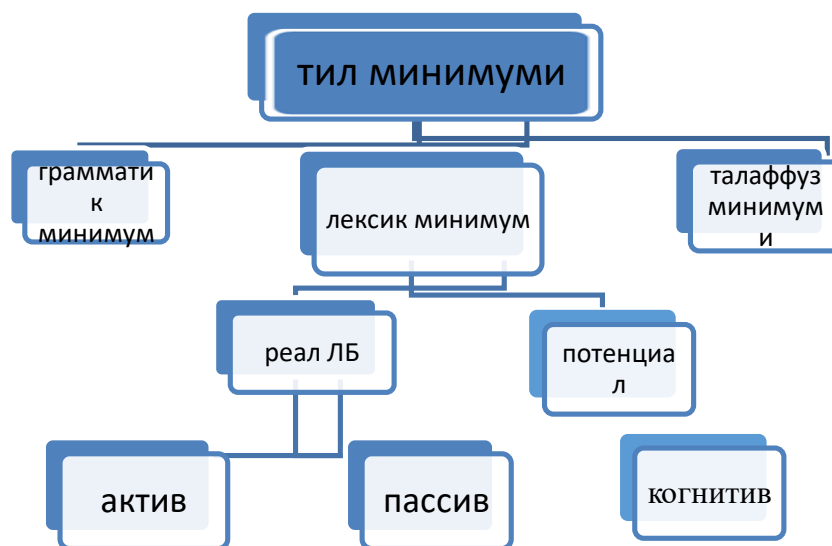 тил минимуми
граммати
к
минимум
лексик минимум
талаффуз
минимум
и
реал ЛБ
потенциа
л
актив
пассив
когнитив